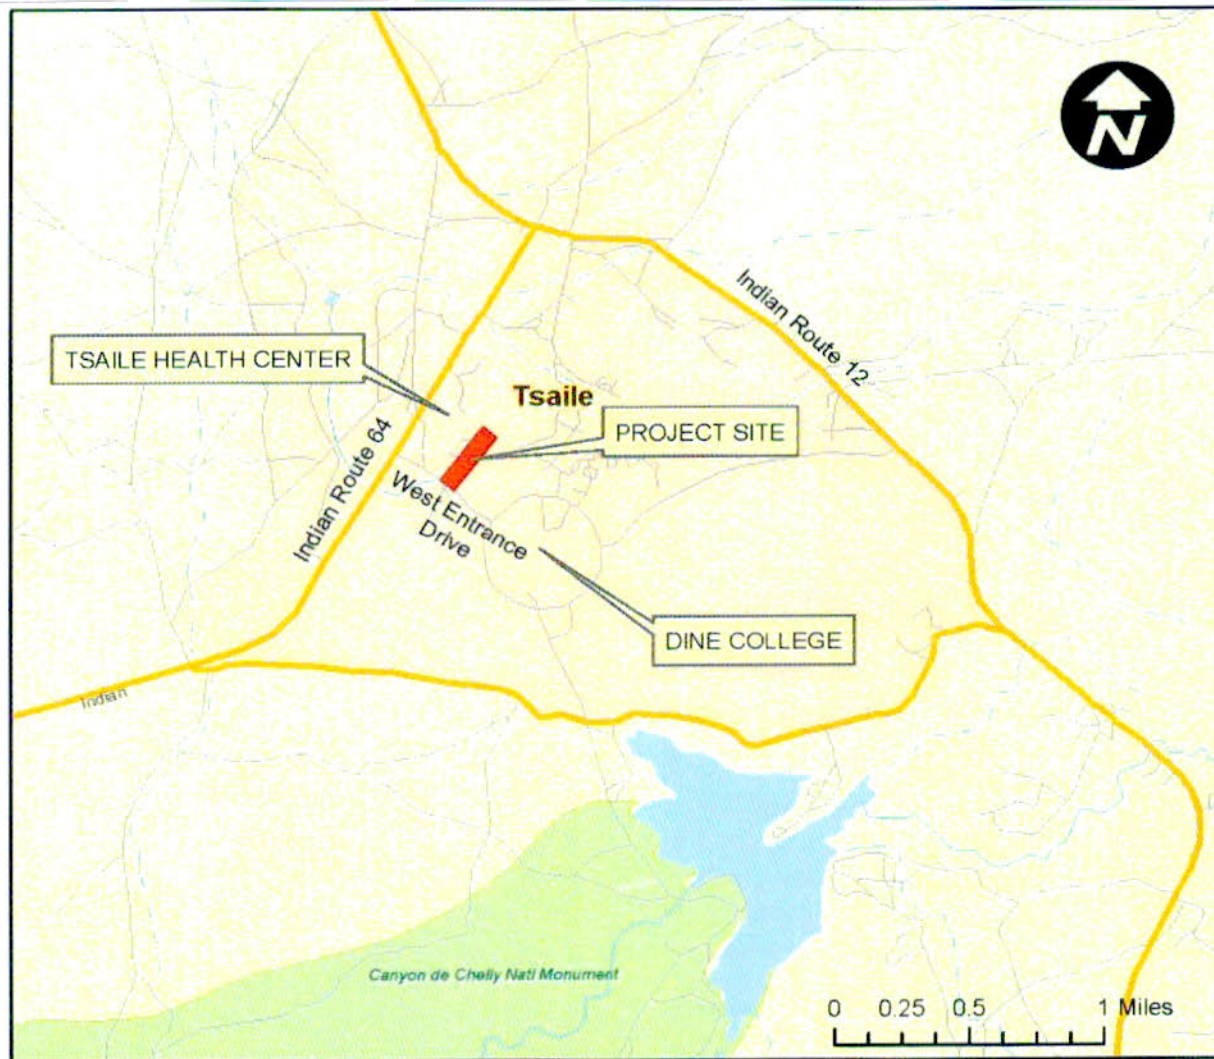 N
Indian Route 12
TSAILE HEALTH CENTER
Tsaile
PROJECT SITE
Indian Route 64
West Entrance
Drive
DINE COLLEGE
Indian
Canyon de Chelly Natl Monument
0 0.25 0.5 1 Miles